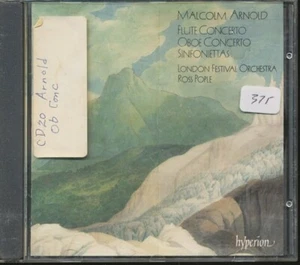 MALCOLM ARNOLD
FLUTE CONCERTO
OBOE CONCERTO
SINFONIETTAS
LONDON FESTIVAL ORCHESTRA
ROSS POPLE
375
CD20 Arnold
Ob Conc
hyperion